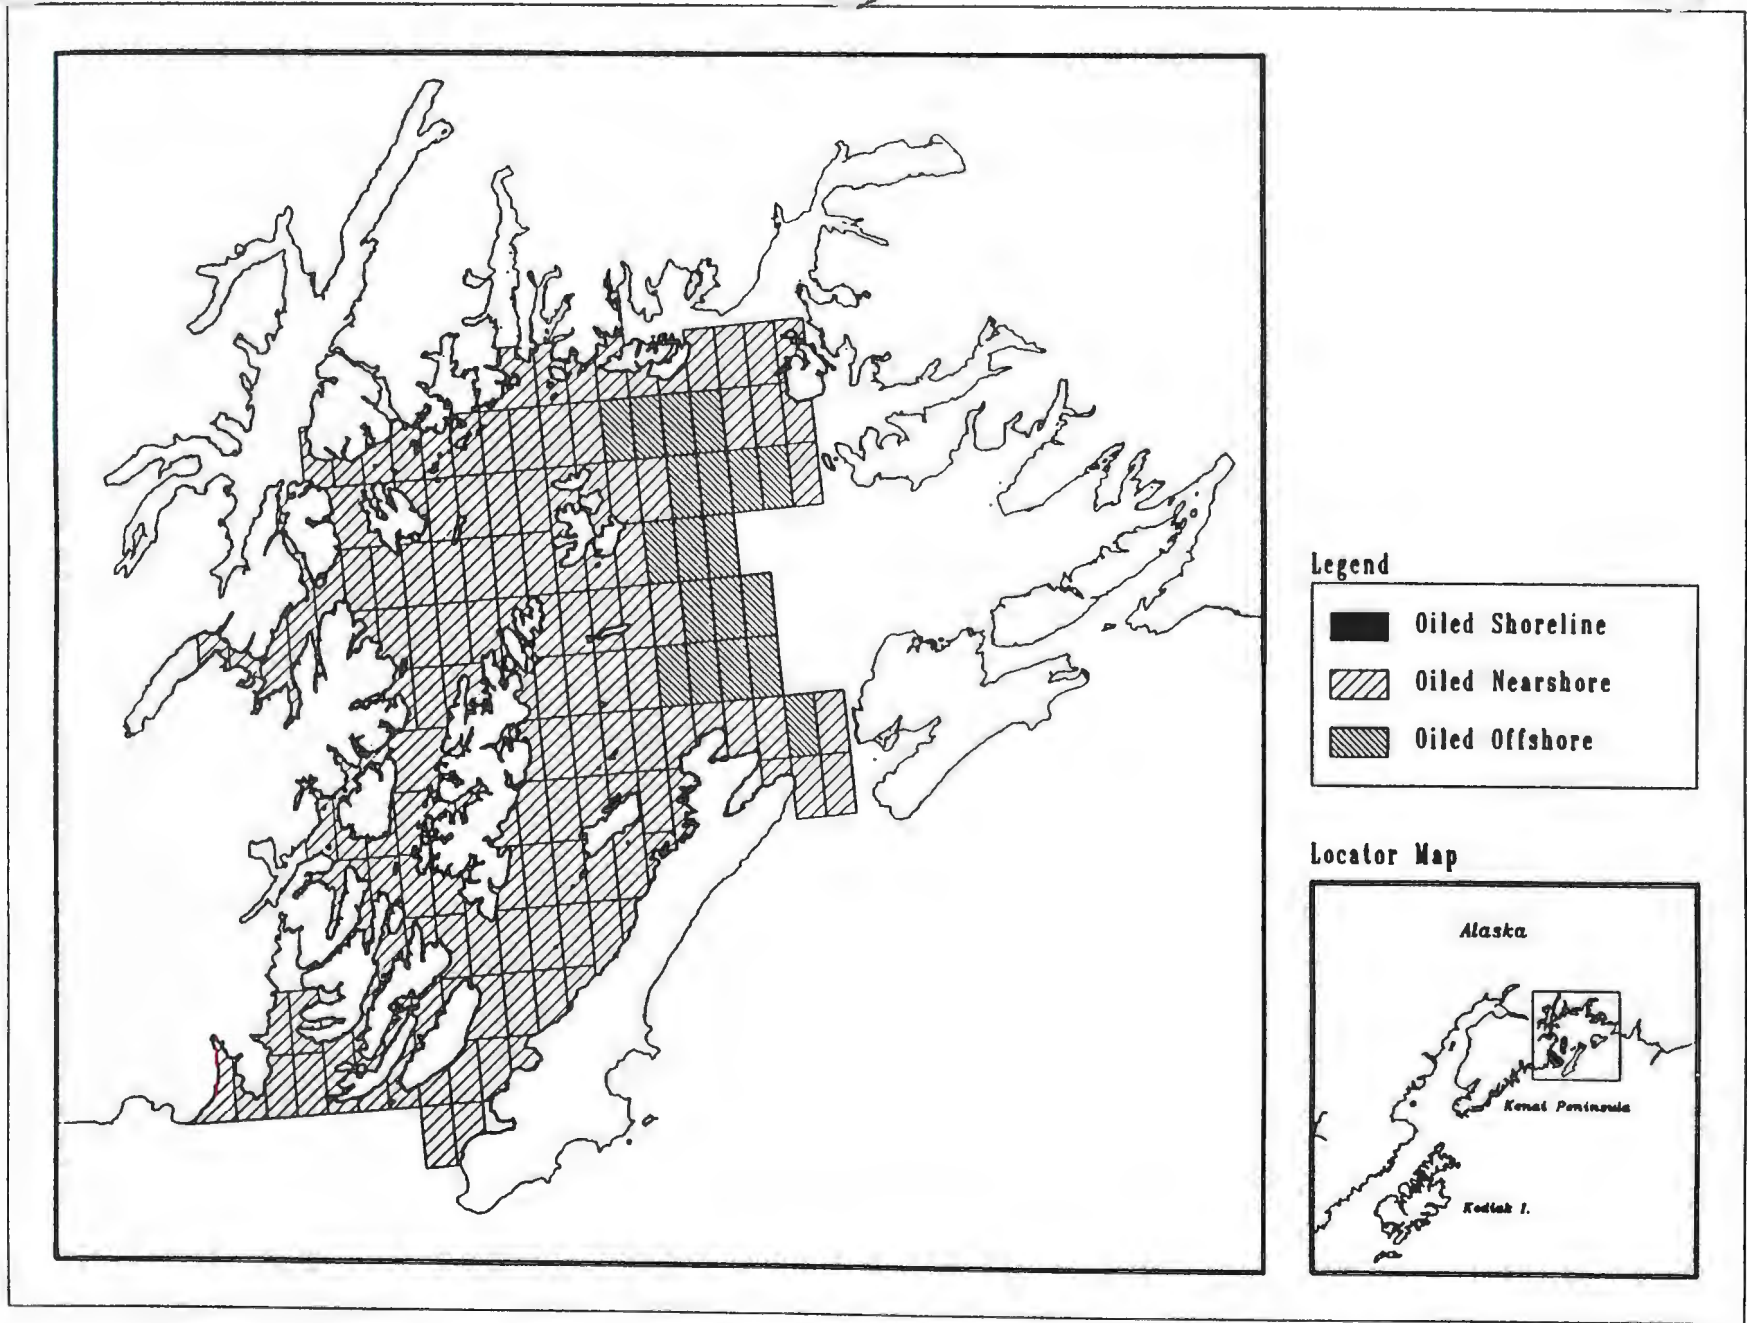 Legend
Oiled Shoreline
Oiled Nearshore
Oiled Offshore
Locator Map
Alaska
Kenai Peninsula
Kodiak I.